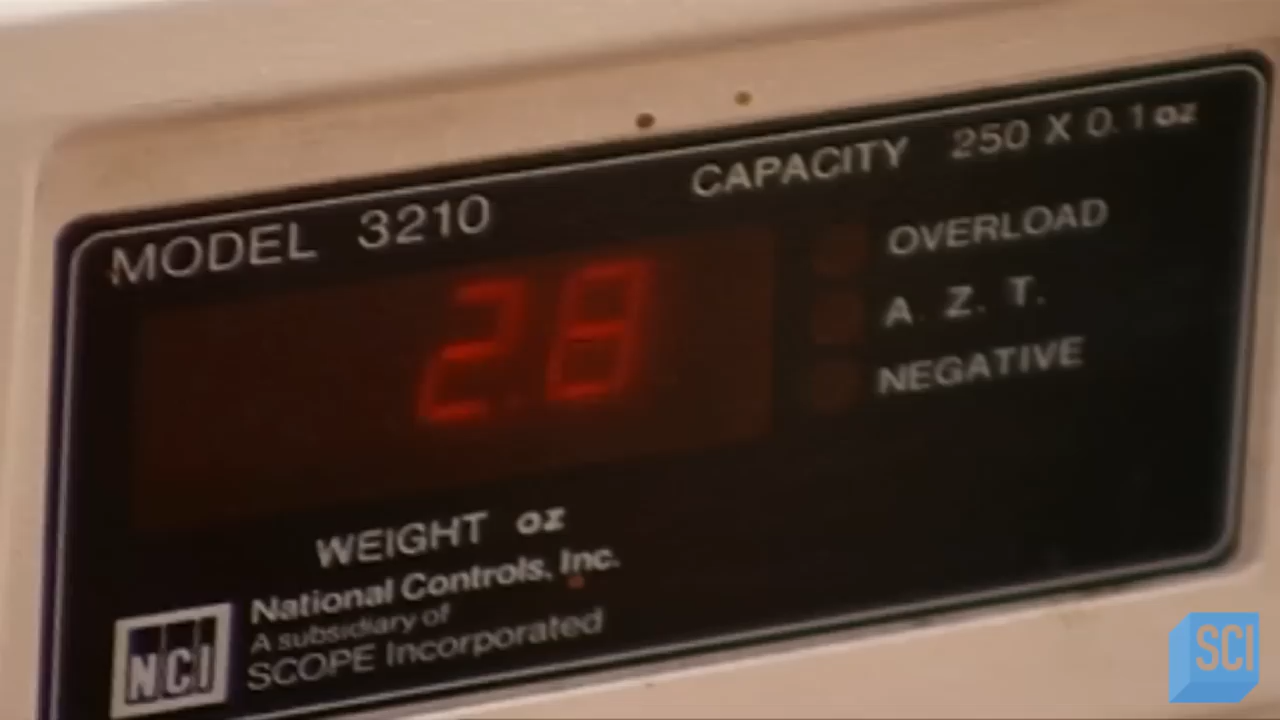 CAPACITY 250 X 0.1 oz
MODEL 3210
OVERLOAD
2.8
A. Z. T.
NEGATIVE
WEIGHT oz
National Controls, Inc.
A subsidiary of
SCOPE Incorporated
NCI
SCI